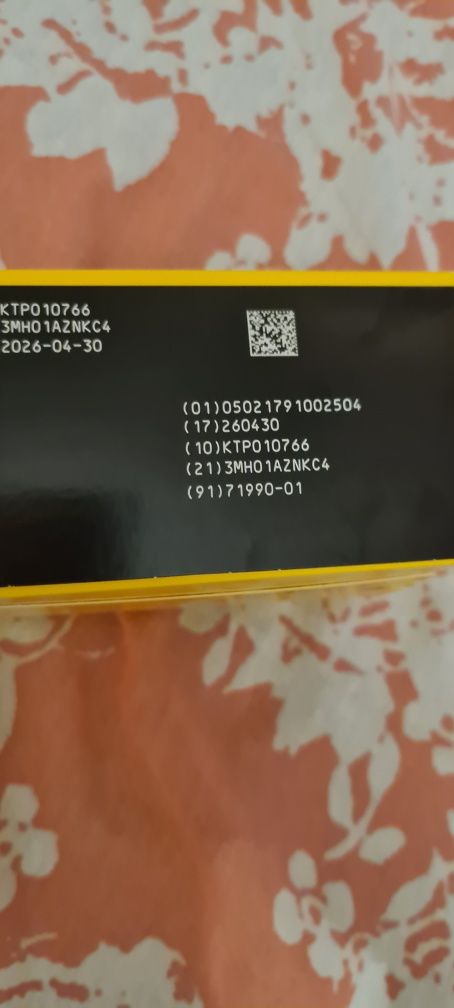 KTP010766
3MH01AZNKC4
2026-04-30
(01)05021791002504
(17)260430
(10)KTP010766
(21)3MH01AZNKC4
(91)71990-01